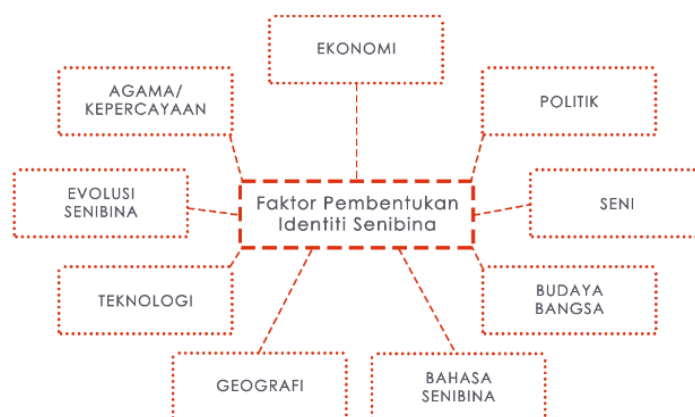 EKONOMI
AGAMA/
KEPERCAYAAN
POLITIK
EVOLUSI
SENIBINA
Faktor Pembentukan
Identiti Senibina
SENI
TEKNOLOGI
BUDAYA
BANGSA
GEOGRAFI
BAHASA
SENIBINA